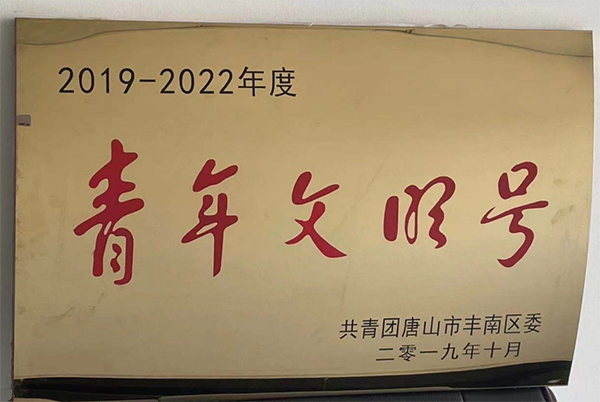 2019-2022年度
青年文明号
共青团唐山市丰南区委
二零一九年十月